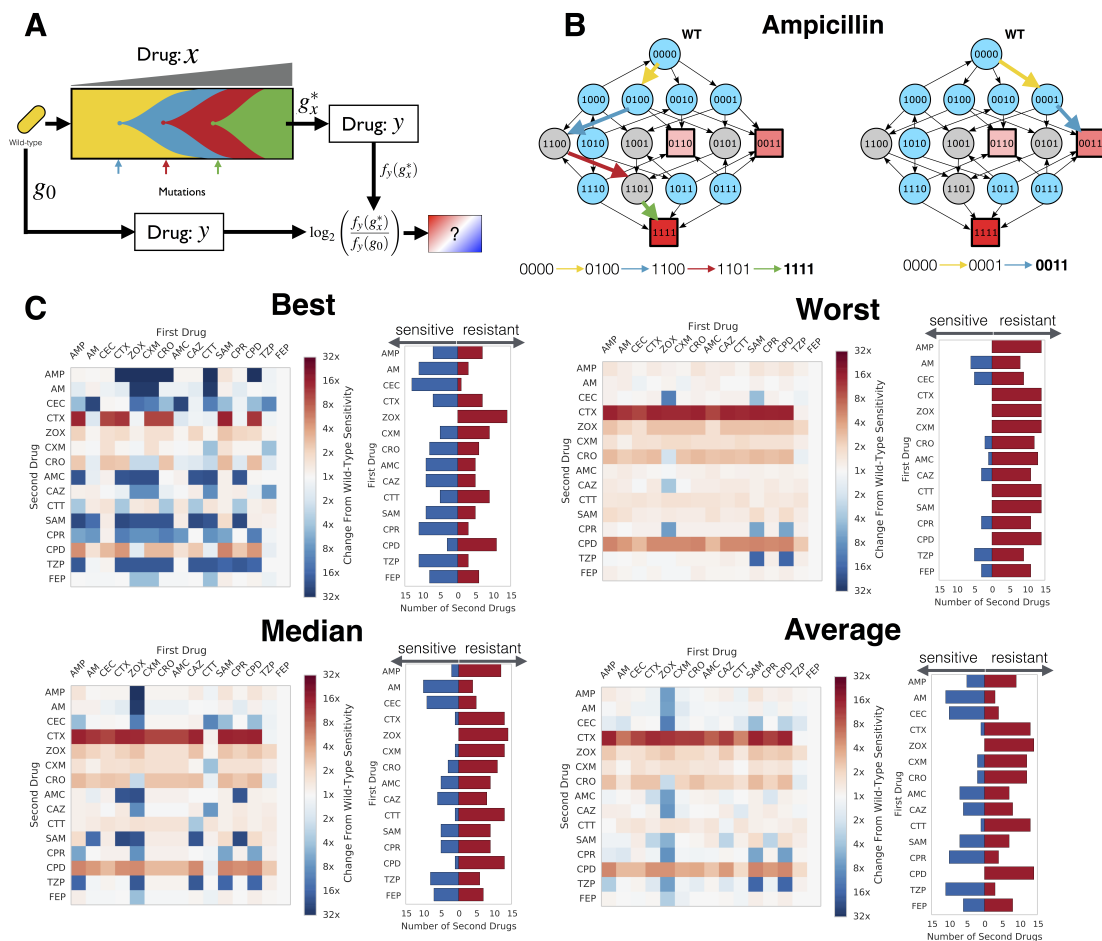 A
Drug: x
Wild-type
g*x
Drug: y
Mutations
fy(g*x)
g0
Drug: y
log2 ( fy(g*x) / fy(g0) )
?
B
Ampicillin
WT
0000
1000 0100 0010 0001
1100 1010 1001 0110 0101 0011
1110 1101 1011 0111
1111
0000 0100 1100 1101 1111
WT
0000
1000 0100 0010 0001
1100 1010 1001 0110 0101 0011
1110 1101 1011 0111
1111
0000 0001 0011
C
Best
First Drug
AMP AM CEC CTX ZOX CXM CRO AMC CAZ CTT SAM CPR CPD TZP FEP
Second Drug
AMP
AM
CEC
CTX
ZOX
CXM
CRO
AMC
CAZ
CTT
SAM
CPR
CPD
TZP
FEP
32x
16x
8x
4x
2x
1x
2x
4x
8x
16x
32x
Change From Wild-Type Sensitivity
sensitive resistant
First Drug
AMP
AM
CEC
CTX
ZOX
CXM
CRO
AMC
CAZ
CTT
SAM
CPR
CPD
TZP
FEP
15 10 5 0 5 10 15
Number of Second Drugs
Worst
First Drug
AMP AM CEC CTX ZOX CXM CRO AMC CAZ CTT SAM CPR CPD TZP FEP
Second Drug
AMP
AM
CEC
CTX
ZOX
CXM
CRO
AMC
CAZ
CTT
SAM
CPR
CPD
TZP
FEP
32x
16x
8x
4x
2x
1x
2x
4x
8x
16x
32x
Change From Wild-Type Sensitivity
sensitive resistant
First Drug
AMP
AM
CEC
CTX
ZOX
CXM
CRO
AMC
CAZ
CTT
SAM
CPR
CPD
TZP
FEP
15 10 5 0 5 10 15
Number of Second Drugs
Median
First Drug
AMP AM CEC CTX ZOX CXM CRO AMC CAZ CTT SAM CPR CPD TZP FEP
Second Drug
AMP
AM
CEC
CTX
ZOX
CXM
CRO
AMC
CAZ
CTT
SAM
CPR
CPD
TZP
FEP
32x
16x
8x
4x
2x
1x
2x
4x
8x
16x
32x
Change From Wild-Type Sensitivity
sensitive resistant
First Drug
AMP
AM
CEC
CTX
ZOX
CXM
CRO
AMC
CAZ
CTT
SAM
CPR
CPD
TZP
FEP
15 10 5 0 5 10 15
Number of Second Drugs
Average
First Drug
AMP AM CEC CTX ZOX CXM CRO AMC CAZ CTT SAM CPR CPD TZP FEP
Second Drug
AMP
AM
CEC
CTX
ZOX
CXM
CRO
AMC
CAZ
CTT
SAM
CPR
CPD
TZP
FEP
32x
16x
8x
4x
2x
1x
2x
4x
8x
16x
32x
Change From Wild-Type Sensitivity
sensitive resistant
First Drug
AMP
AM
CEC
CTX
ZOX
CXM
CRO
AMC
CAZ
CTT
SAM
CPR
CPD
TZP
FEP
15 10 5 0 5 10 15
Number of Second Drugs